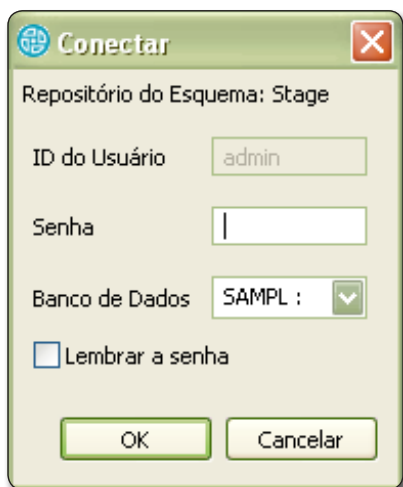 Conectar
Repositório do Esquema: Stage
ID do Usuário admin
Senha
Banco de Dados SAMPL :
Lembrar a senha
OK Cancelar